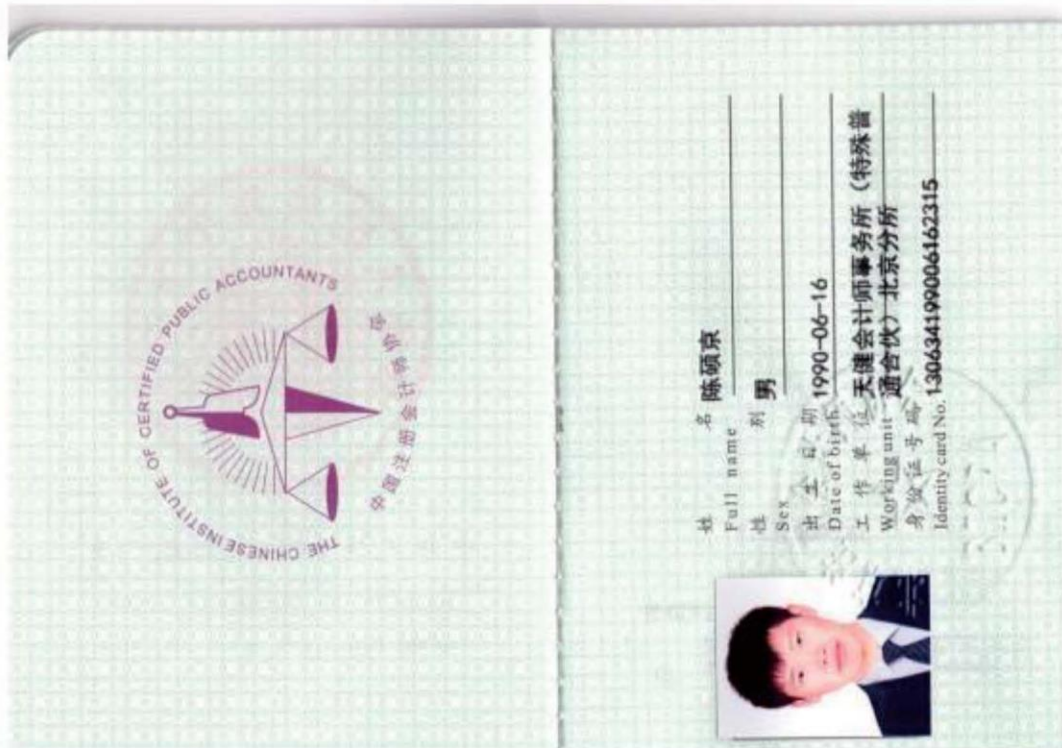 THE CHINESE INSTITUTE OF CERTIFIED PUBLIC ACCOUNTANTS
中国注册会计师协会
姓 名 陈硕京
Full name
性 别 男
Sex
出 生 日 期 1990-06-16
Date of birth
工 作 单 位 天健会计师事务所（特殊普
Working unit 通合伙）北京分所
身 份 证 号 码 130634199006162315
Identity card No.